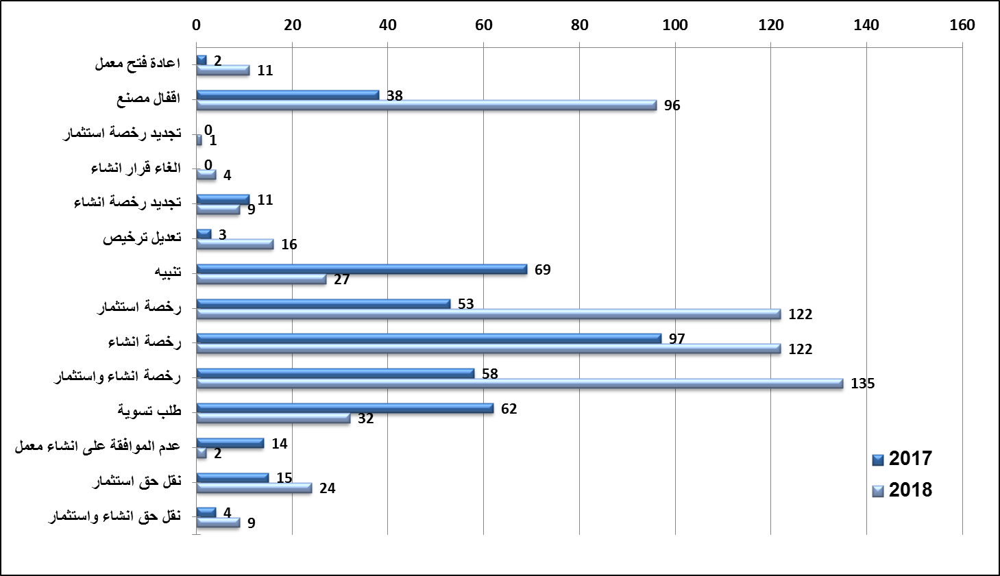 0 20 40 60 80 100 120 140 160
اعادة فتح معمل 2 11
اقفال مصنع 38 96
تجديد رخصة استثمار 0 1
الغاء قرار انشاء 0 4
تجديد رخصة انشاء 11 9
تعديل ترخيص 3 16
تنبيه 69 27
رخصة استثمار 53 122
رخصة انشاء 97 122
رخصة انشاء واستثمار 58 135
طلب تسوية 62 32
عدم الموافقة على انشاء معمل 14 2
نقل حق استثمار 15 24
نقل حق انشاء واستثمار 4 9
2017
2018